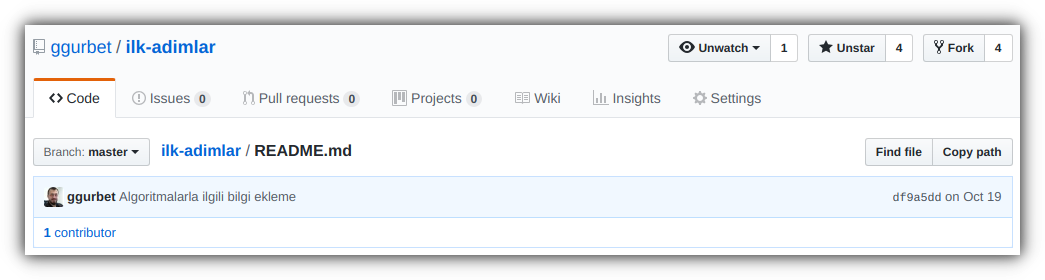 ggurbet / ilk-adimlar
Unwatch 1 Unstar 4 Fork 4
Code Issues 0 Pull requests 0 Projects 0 Wiki Insights Settings
Branch: master ilk-adimlar / README.md Find file Copy path
ggurbet Algoritmalarla ilgili bilgi ekleme df9a5dd on Oct 19
1 contributor